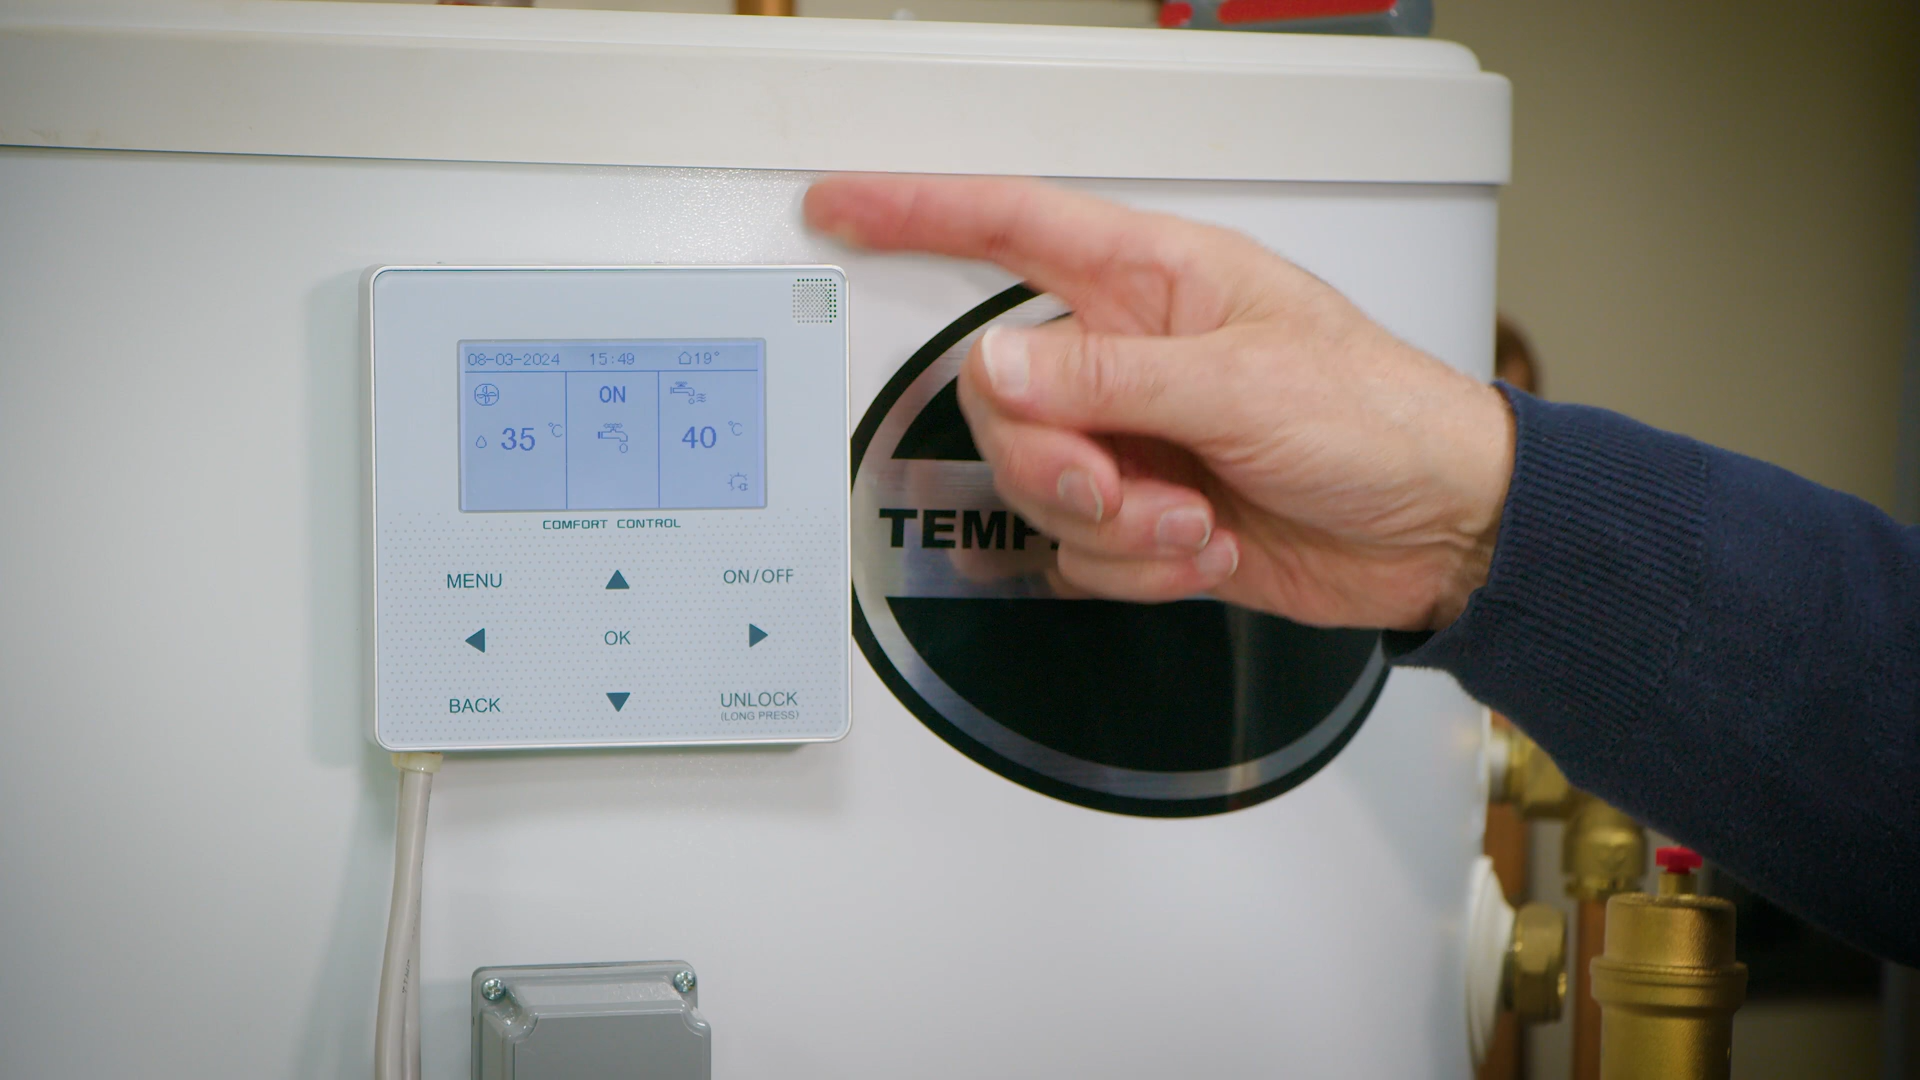 08-03-2024 15:49 19°
ON
35 °C 40 °C
COMFORT CONTROL
MENU ON/OFF
OK
BACK UNLOCK
(LONG PRESS)